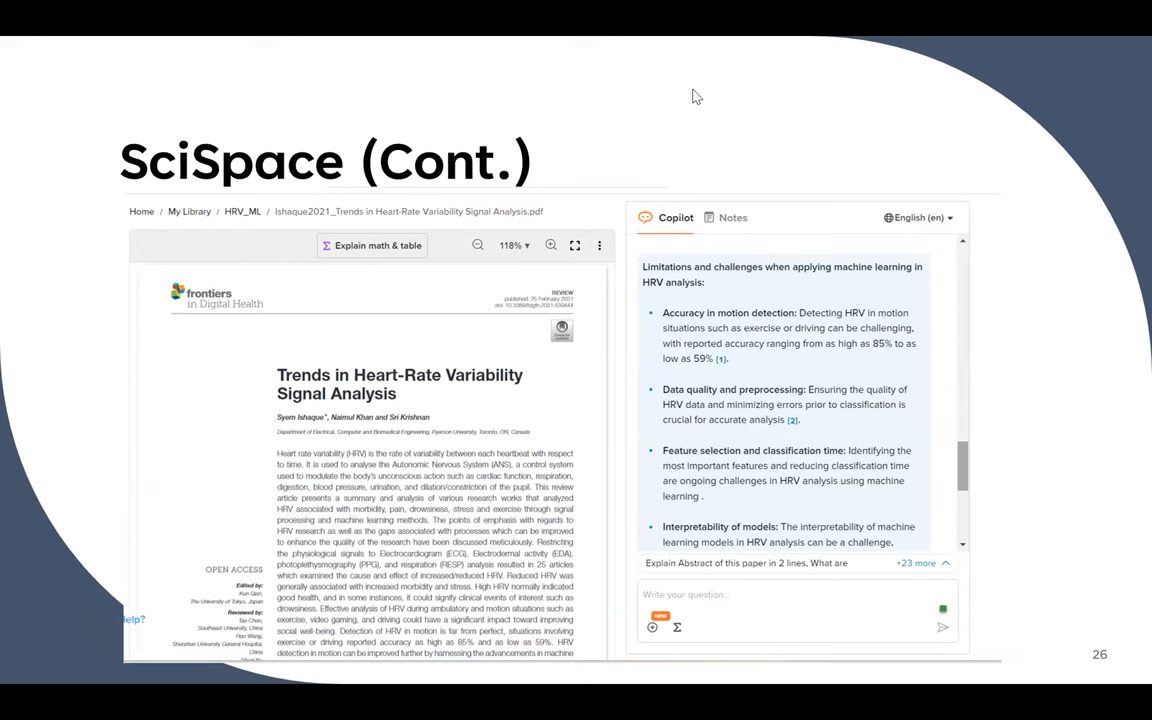 SciSpace (Cont.)
Home / My Library / HRV_ML / Ishaque2021_Trends in Heart-Rate Variability Signal Analysis.pdf
Σ Explain math & table
118% ▾
frontiers
in Digital Health
REVIEW
published: 25 February 2021
doi: 10.3389/fdgth.2021.639444
Check for
updates
Trends in Heart-Rate Variability
Signal Analysis
Syem Ishaque*, Naimul Khan and Sri Krishnan
Department of Electrical, Computer and Biomedical Engineering, Ryerson University, Toronto, ON, Canada
Heart rate variability (HRV) is the rate of variability between each heartbeat with respect
to time. It is used to analyse the Autonomic Nervous System (ANS), a control system
used to modulate the body's unconscious action such as cardiac function, respiration,
digestion, blood pressure, urination, and dilation/constriction of the pupil. This review
article presents a summary and analysis of various research works that analyzed
HRV associated with morbidity, pain, drowsiness, stress and exercise through signal
processing and machine learning methods. The points of emphasis with regards to
HRV research as well as the gaps associated with processes which can be improved
to enhance the quality of the research have been discussed meticulously. Restricting
the physiological signals to Electrocardiogram (ECG), Electrodermal activity (EDA),
photoplethysmography (PPG), and respiration (RESP) analysis resulted in 25 articles
which examined the cause and effect of increased/reduced HRV. Reduced HRV was
generally associated with increased morbidity and stress. High HRV normally indicated
good health, and in some instances, it could signify clinical events of interest such as
drowsiness. Effective analysis of HRV during ambulatory and motion situations such as
exercise, video gaming, and driving could have a significant impact toward improving
social well-being. Detection of HRV in motion is far from perfect, situations involving
exercise or driving reported accuracy as high as 85% and as low as 59%. HRV
detection in motion can be improved further by harnessing the advancements in machine
OPEN ACCESS
Edited by:
Kun Qian,
The University of Tokyo, Japan
Reviewed by:
Tao Chen,
Southeast University, China
Hao Wang,
Shenzhen University General Hospital,
China
elp?
Copilot
Notes
English (en) ▾
Limitations and challenges when applying machine learning in
HRV analysis:
• Accuracy in motion detection: Detecting HRV in motion
situations such as exercise or driving can be challenging,
with reported accuracy ranging from as high as 85% to as
low as 59% [1].
• Data quality and preprocessing: Ensuring the quality of
HRV data and minimizing errors prior to classification is
crucial for accurate analysis [2].
• Feature selection and classification time: Identifying the
most important features and reducing classification time
are ongoing challenges in HRV analysis using machine
learning .
• Interpretability of models: The interpretability of machine
learning models in HRV analysis can be a challenge,
Explain Abstract of this paper in 2 lines, What are
+23 more
Write your question...
NEW
Σ
26